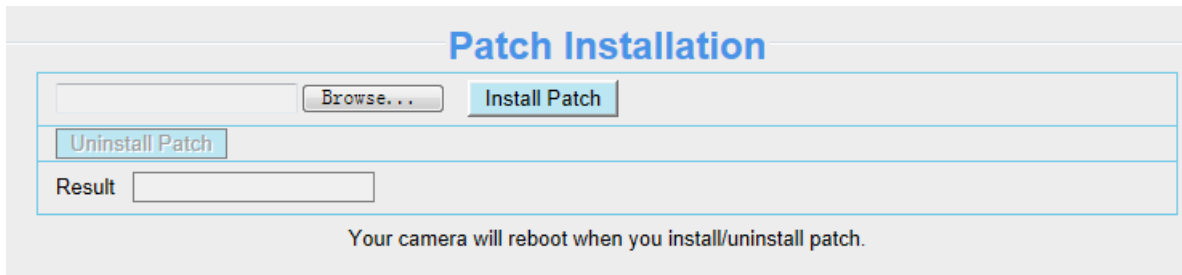 Patch Installation
Browse... Install Patch
Uninstall Patch
Result
Your camera will reboot when you install/uninstall patch.